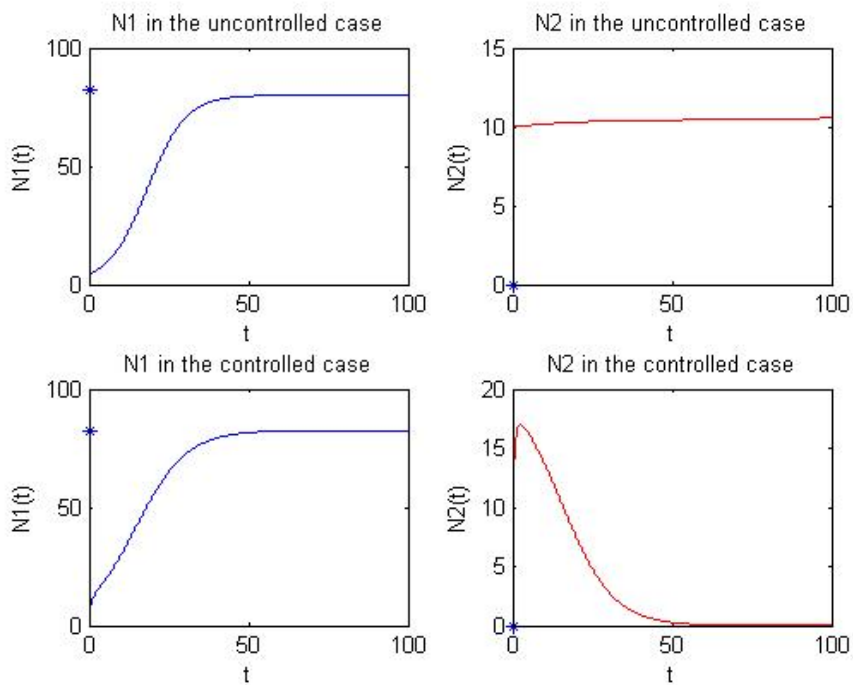 N1 in the uncontrolled case
100
50
0
N1(t)
0
50
100
t
N2 in the uncontrolled case
15
10
5
0
N2(t)
0
50
100
t
N1 in the controlled case
100
50
0
N1(t)
0
50
100
t
N2 in the controlled case
20
15
10
5
0
N2(t)
0
50
100
t